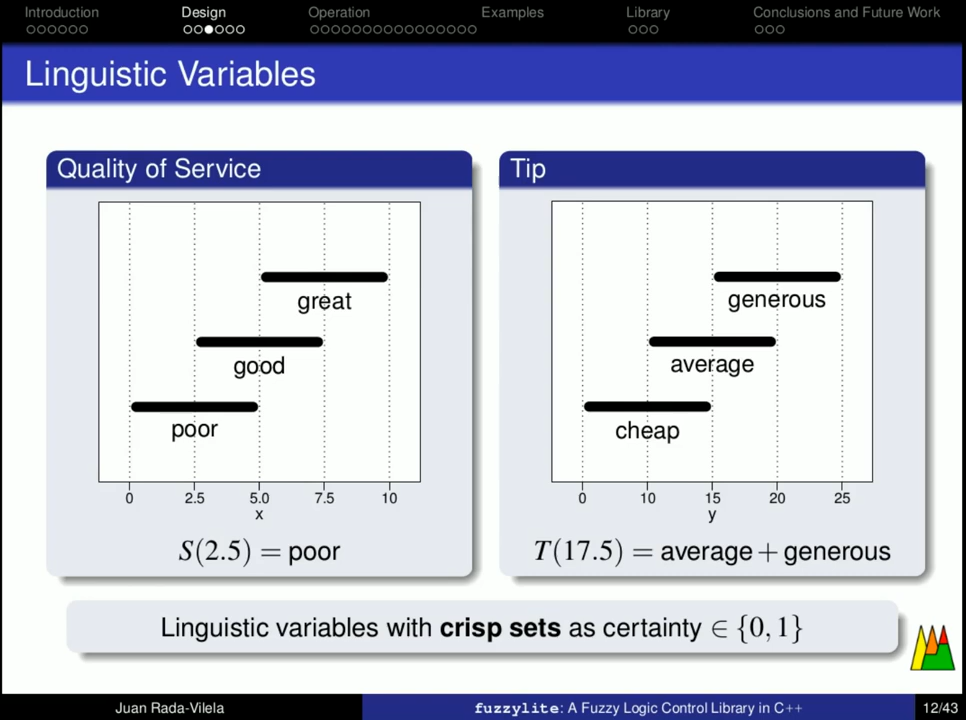 Introduction Design Operation Examples Library Conclusions and Future Work
Linguistic Variables
Quality of Service
great
good
poor
0 2.5 5.0 7.5 10
x
S(2.5) = poor
Tip
generous
average
cheap
0 10 15 20 25
y
T(17.5) = average + generous
Linguistic variables with crisp sets as certainty ∈ {0, 1}
Juan Rada-Vilela fuzzylite: A Fuzzy Logic Control Library in C++ 12/43